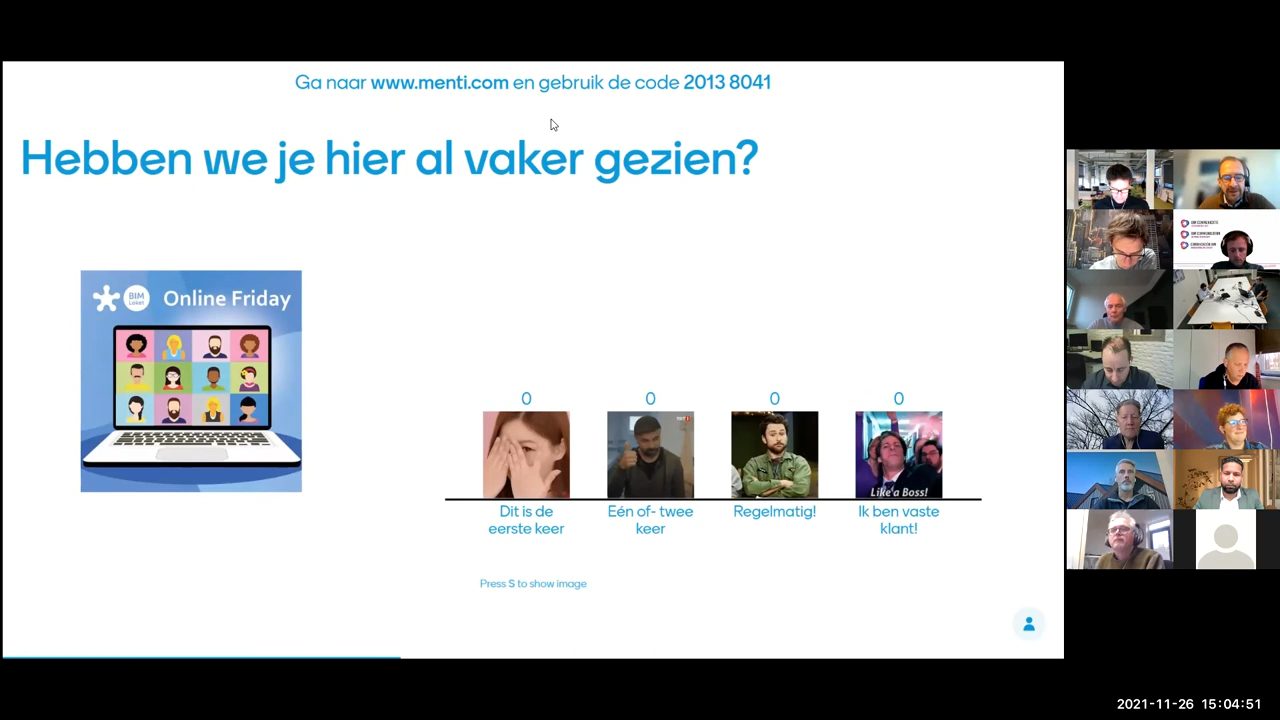 Ga naar www.menti.com en gebruik de code 2013 8041
Hebben we je hier al vaker gezien?
BIM
Loket
Online Friday
0
0
0
0
Like a Boss!
Dit is de
eerste keer
Eén of- twee
keer
Regelmatig!
Ik ben vaste
klant!
Press S to show image
2021-11-26 15:04:51